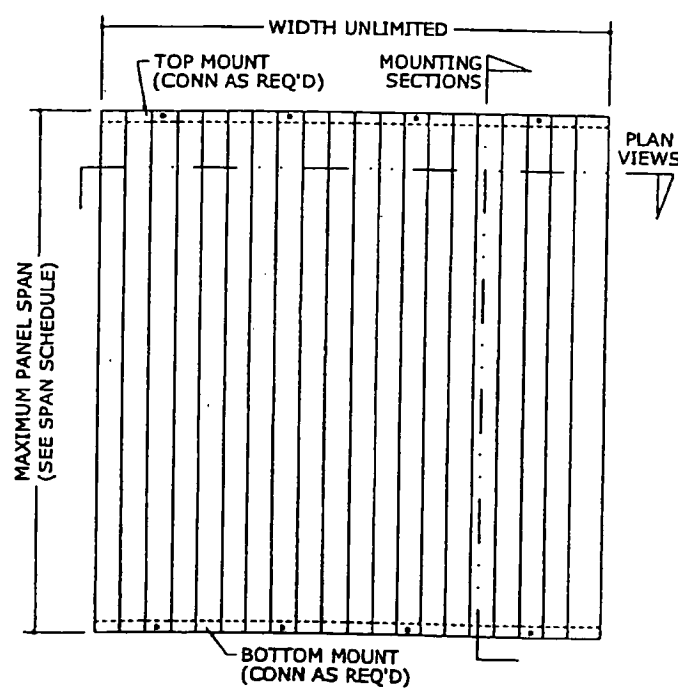 WIDTH UNLIMITED
TOP MOUNT
(CONN AS REQ'D)
MOUNTING
SECTIONS
PLAN
VIEWS
MAXIMUM PANEL SPAN
(SEE SPAN SCHEDULE)
BOTTOM MOUNT
(CONN AS REQ'D)